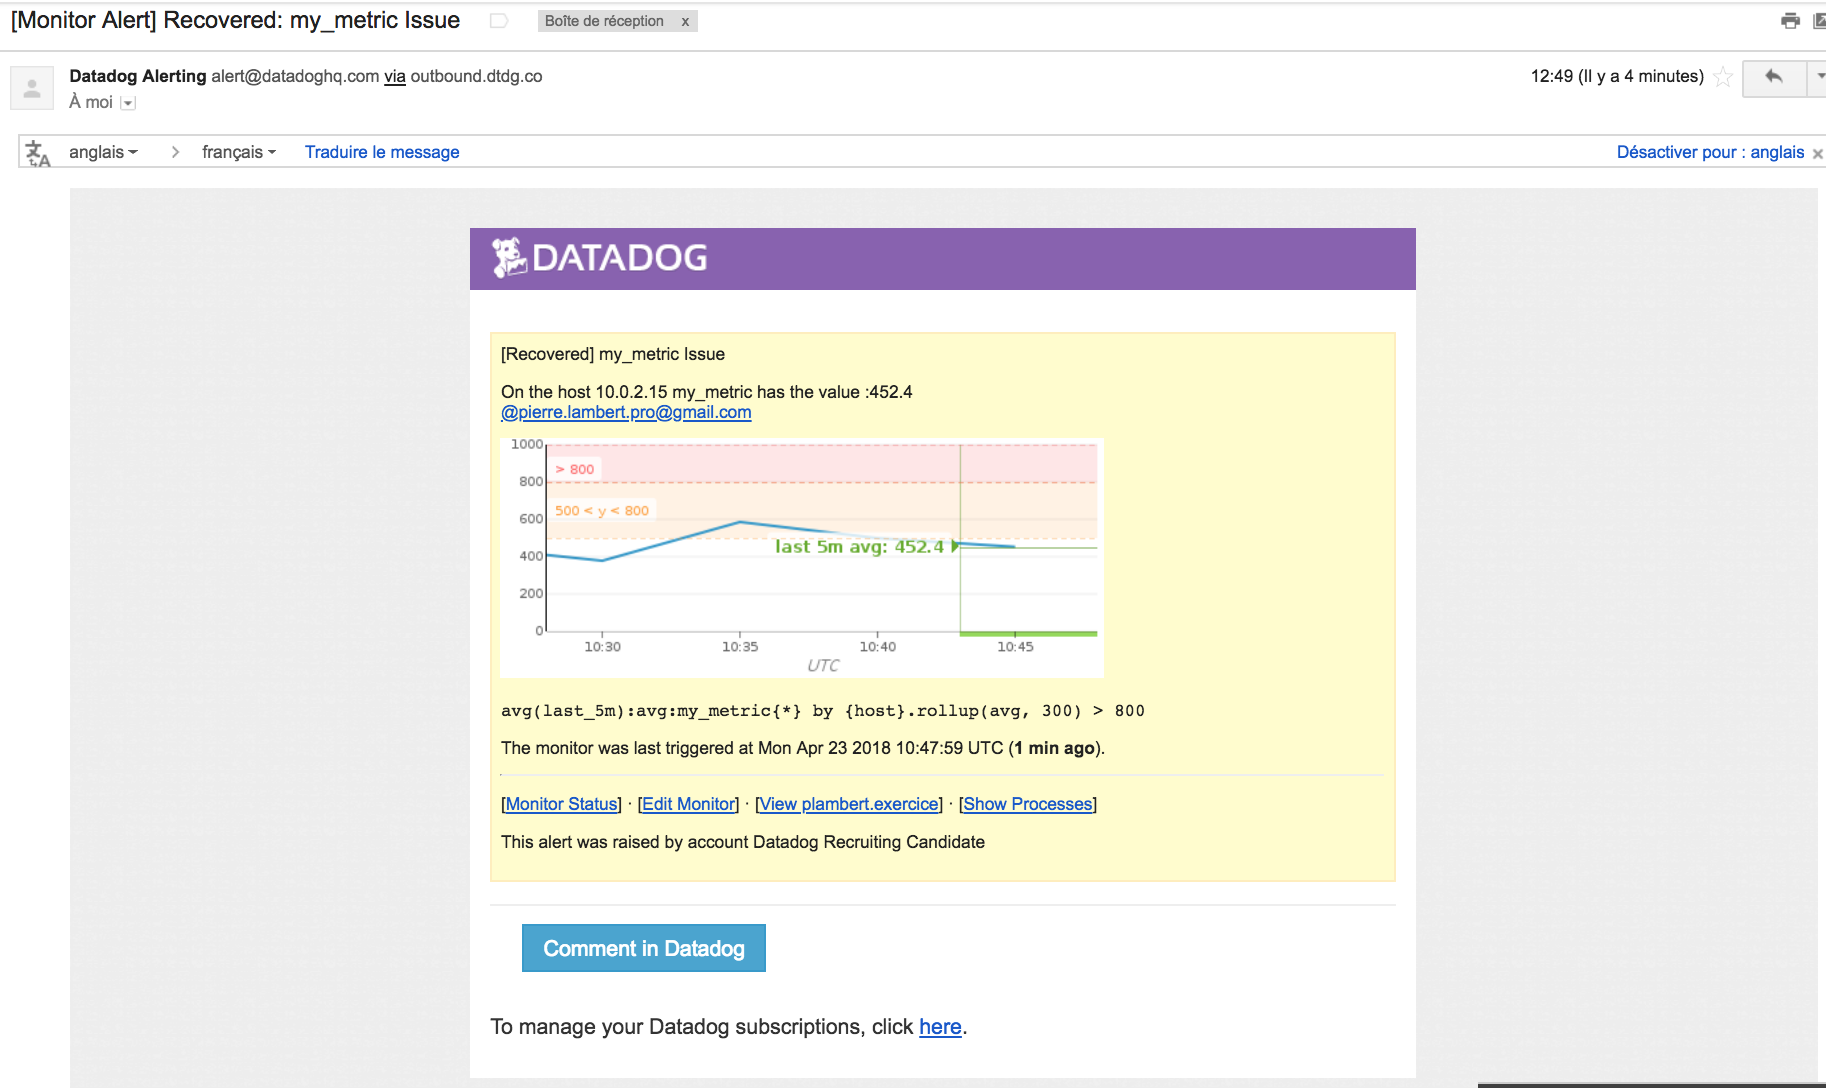 [Monitor Alert] Recovered: my_metric Issue
Boîte de réception x
Datadog Alerting alert@datadoghq.com via outbound.dtdg.co
12:49 (Il y a 4 minutes)
À moi
anglais
français
Traduire le message
Désactiver pour : anglais
DATADOG
[Recovered] my_metric Issue
On the host 10.0.2.15 my_metric has the value :452.4
@pierre.lambert.pro@gmail.com
1000
> 800
800
500 < y < 800
600
last 5m avg: 452.4
400
200
0
10:30 10:35 10:40 10:45
UTC
avg(last_5m):avg:my_metric{*} by {host}.rollup(avg, 300) > 800
The monitor was last triggered at Mon Apr 23 2018 10:47:59 UTC (1 min ago).
[Monitor Status] · [Edit Monitor] · [View plambert.exercice] · [Show Processes]
This alert was raised by account Datadog Recruiting Candidate
Comment in Datadog
To manage your Datadog subscriptions, click here.